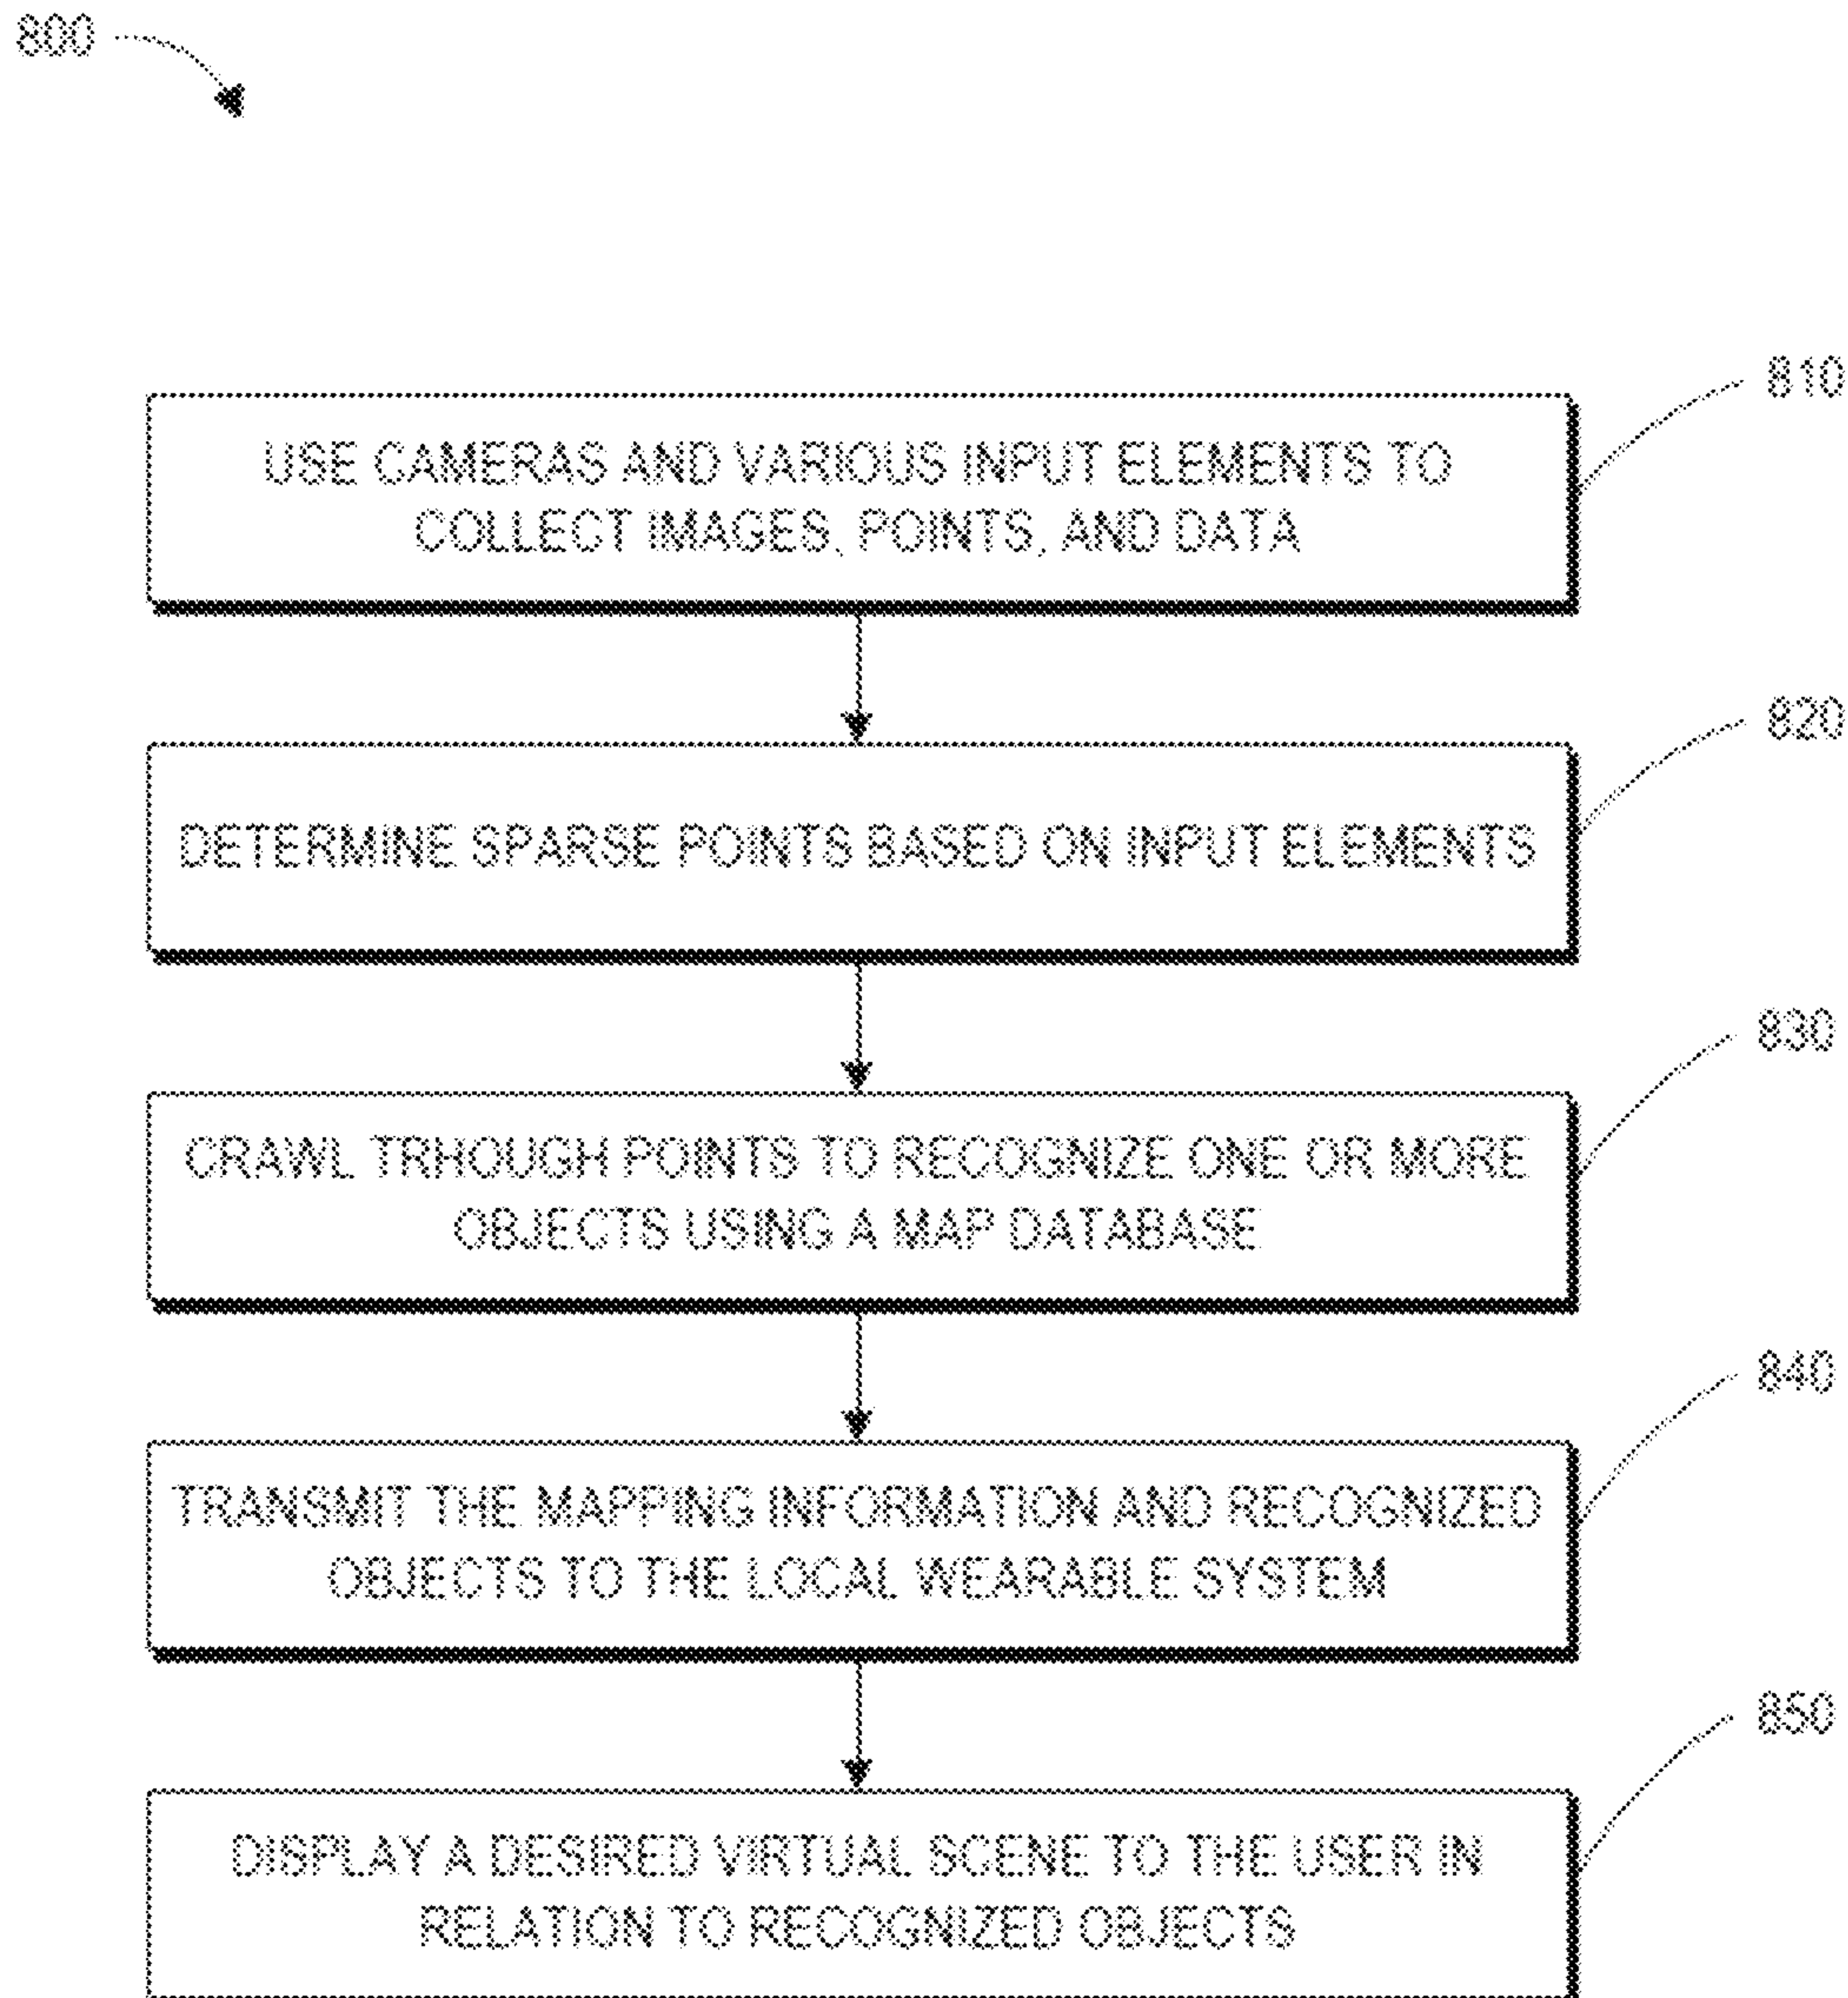 800
810
USE CAMERAS AND VARIOUS INPUT ELEMENTS TO
COLLECT IMAGES, POINTS, AND DATA
820
DETERMINE SPARSE POINTS BASED ON INPUT ELEMENTS
830
CRAWL TRHOUGH POINTS TO RECOGNIZE ONE OR MORE
OBJECTS USING A MAP DATABASE
840
TRANSMIT THE MAPPING INFORMATION AND RECOGNIZED
OBJECTS TO THE LOCAL WEARABLE SYSTEM
850
DISPLAY A DESIRED VIRTUAL SCENE TO THE USER IN
RELATION TO RECOGNIZED OBJECTS